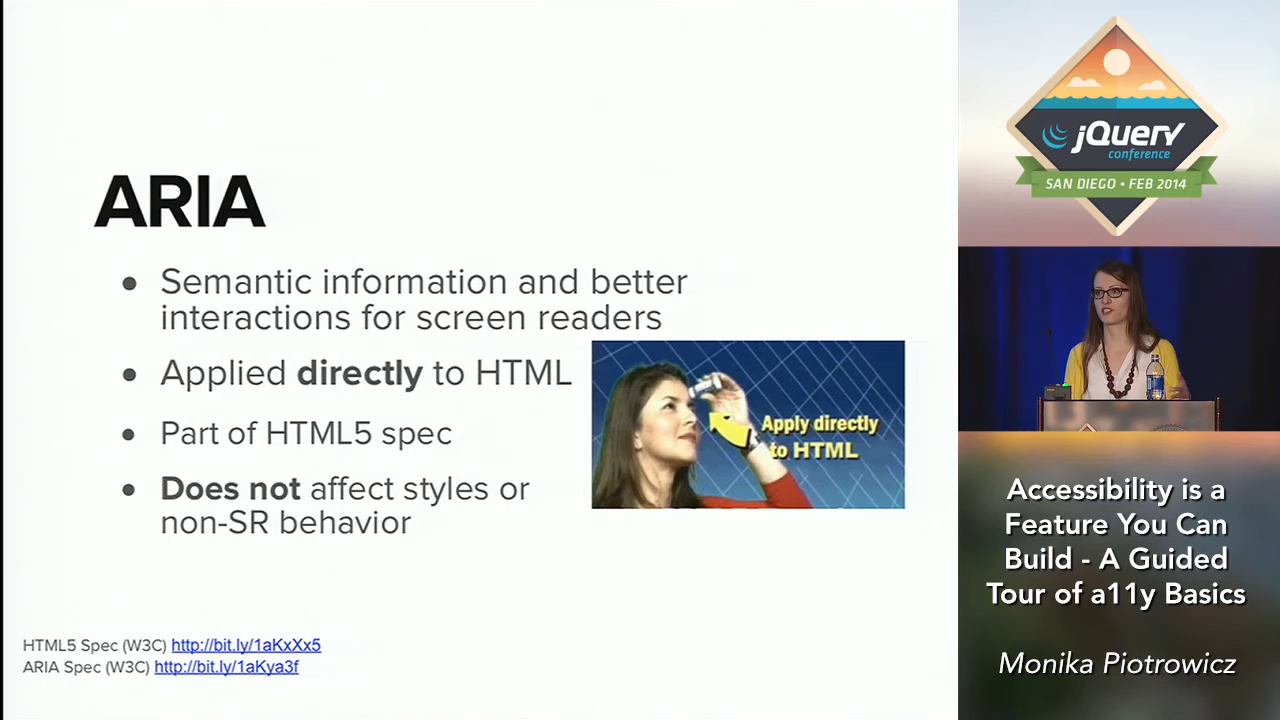 ARIA
● Semantic information and better
interactions for screen readers
● Applied directly to HTML
● Part of HTML5 spec
● Does not affect styles or
non-SR behavior
Apply directly
to HTML
HTML5 Spec (W3C) http://bit.ly/1aKxXx5
ARIA Spec (W3C) http://bit.ly/1aKya3f
jQuery
conference
SAN DIEGO • FEB 2014
Accessibility is a
Feature You Can
Build - A Guided
Tour of a11y Basics
Monika Piotrowicz